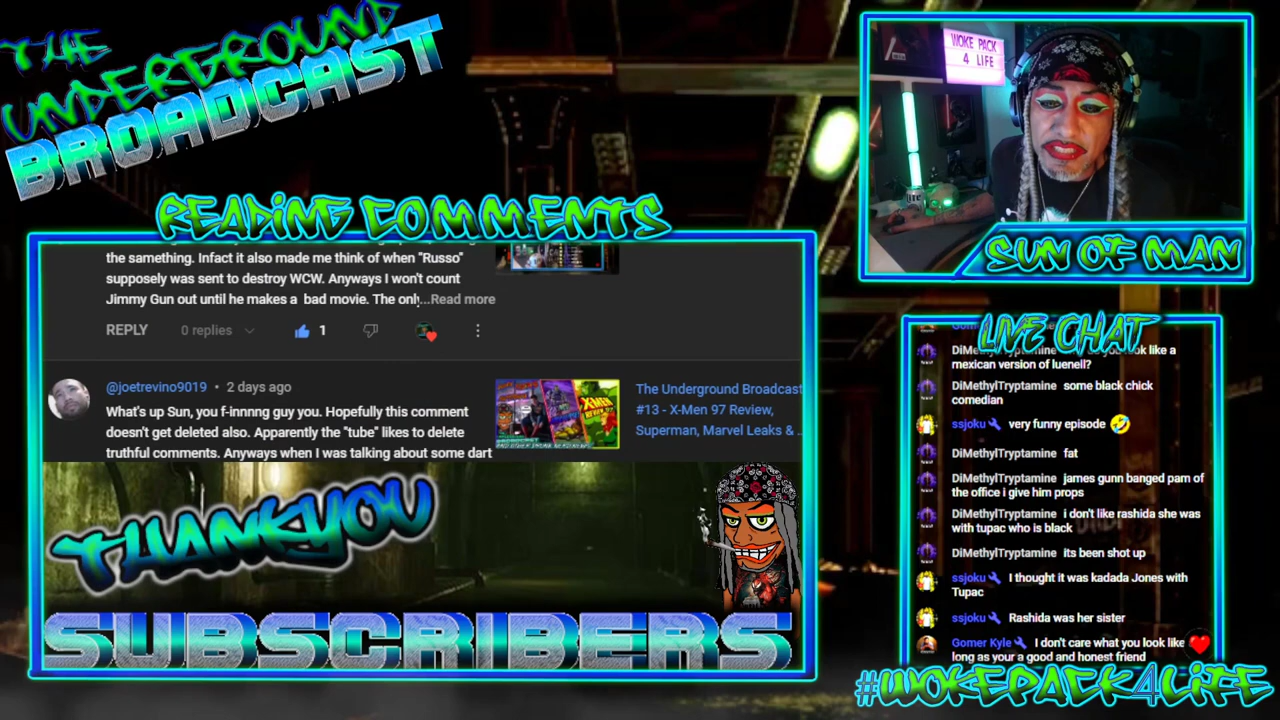 THE
UNDERGROUND
BROADCAST
READING COMMENTS
the samething. Infact it also made me think of when "Russo"
supposely was sent to destroy WCW. Anyways I won't count
Jimmy Gun out until he makes a bad movie. The only...Read more
REPLY 0 replies 1
@joetrevino9019 • 2 days ago
What's up Sun, you f-innnng guy you. Hopefully this comment
doesn't get deleted also. Apparently the "tube" likes to delete
truthful comments. Anyways when I was talking about some dart
The Underground Broadcast
#13 - X-Men 97 Review,
Superman, Marvel Leaks & ..
THANKYOU
SUBSCRIBERS
WOKE PACK
4 LIFE
SUN OF MAN
LIVE CHAT
look like a
mexican version of luenell?
DiMethylTryptamine some black chick
comedian
ssjoku very funny episode 🤣
DiMethylTryptamine fat
DiMethylTryptamine james gunn banged pam of
the office i give him props
DiMethylTryptamine i don't like rashida she was
with tupac who is black
DiMethylTryptamine its been shot up
ssjoku I thought it was kadada Jones with
Tupac
ssjoku Rashida was her sister
Gomer Kyle I don't care what you look like
long as your a good and honest friend
#WOKEPACK4LIFE